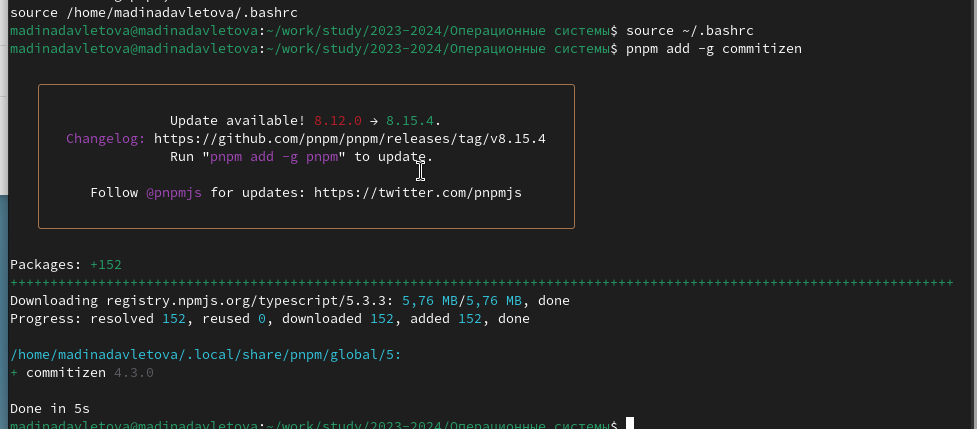 source /home/madinadavletova/.bashrc
madinadavletova@madinadavletova:~/work/study/2023-2024/Операционные системы$ source ~/.bashrc
madinadavletova@madinadavletova:~/work/study/2023-2024/Операционные системы$ pnpm add -g commitizen
Update available! 8.12.0 → 8.15.4.
Changelog: https://github.com/pnpm/pnpm/releases/tag/v8.15.4
Run "pnpm add -g pnpm" to update.
Follow @pnpmjs for updates: https://twitter.com/pnpmjs
Packages: +152
++++++++++++++++++++++++++++++++++++++++++++++++++++++++++++++++++++++++++++++++++++++++++++++++++++++++++++++++++++++
Downloading registry.npmjs.org/typescript/5.3.3: 5,76 MB/5,76 MB, done
Progress: resolved 152, reused 0, downloaded 152, added 152, done
/home/madinadavletova/.local/share/pnpm/global/5:
+ commitizen 4.3.0
Done in 5s
madinadavletova@madinadavletova:~/work/study/2023-2024/Операционные системы$